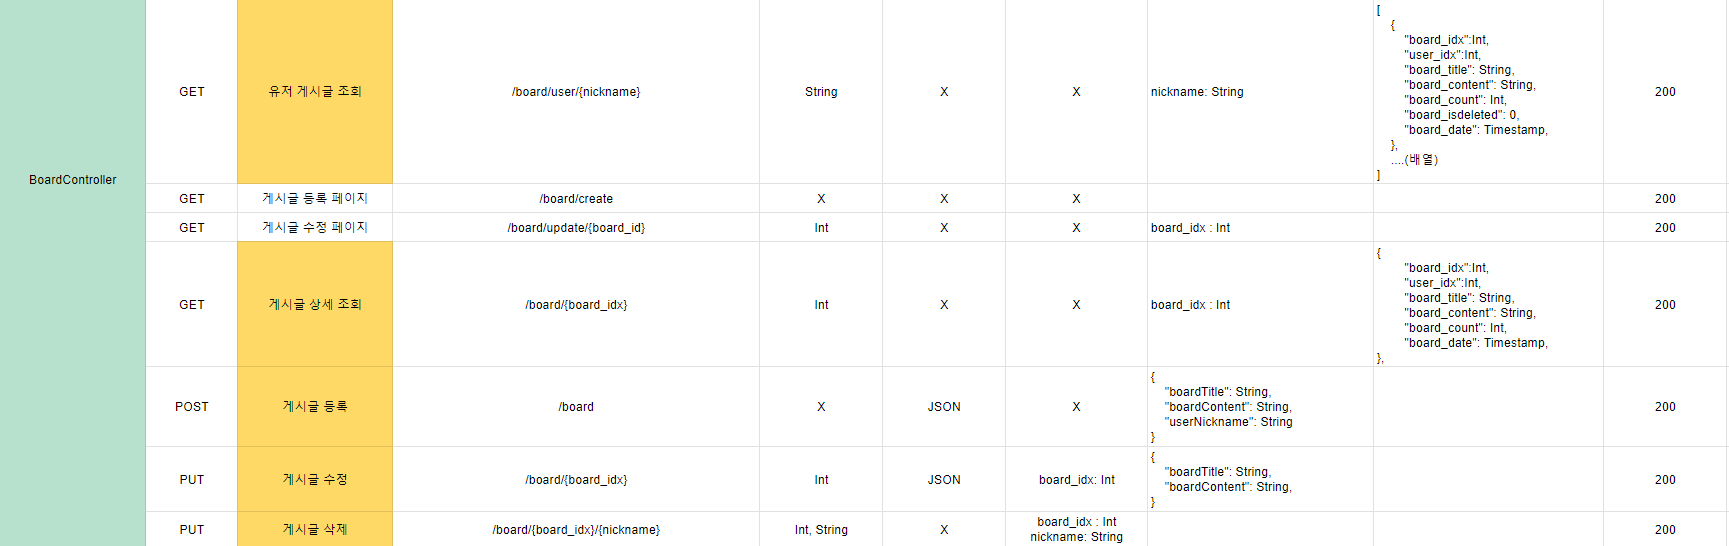 BoardController
GET
유저 게시글 조회
/board/user/{nickname}
String
X
X
nickname: String
[
{
"board_idx":Int,
"user_idx":Int,
"board_title": String,
"board_content": String,
"board_count": Int,
"board_isdeleted": 0,
"board_date": Timestamp,
},
....(배열)
]
200
GET
게시글 등록 페이지
/board/create
X
X
X
200
GET
게시글 수정 페이지
/board/update/{board_id}
Int
X
X
board_idx : Int
200
GET
게시글 상세 조회
/board/{board_idx}
Int
X
X
board_idx : Int
{
"board_idx":Int,
"user_idx":Int,
"board_title": String,
"board_content": String,
"board_count": Int,
"board_date": Timestamp,
},
200
POST
게시글 등록
/board
X
JSON
X
{
"boardTitle": String,
"boardContent": String,
"userNickname": String
}
200
PUT
게시글 수정
/board/{board_idx}
Int
JSON
board_idx: Int
{
"boardTitle": String,
"boardContent": String,
}
200
PUT
게시글 삭제
/board/{board_idx}/{nickname}
Int, String
X
board_idx : Int
nickname: String
200